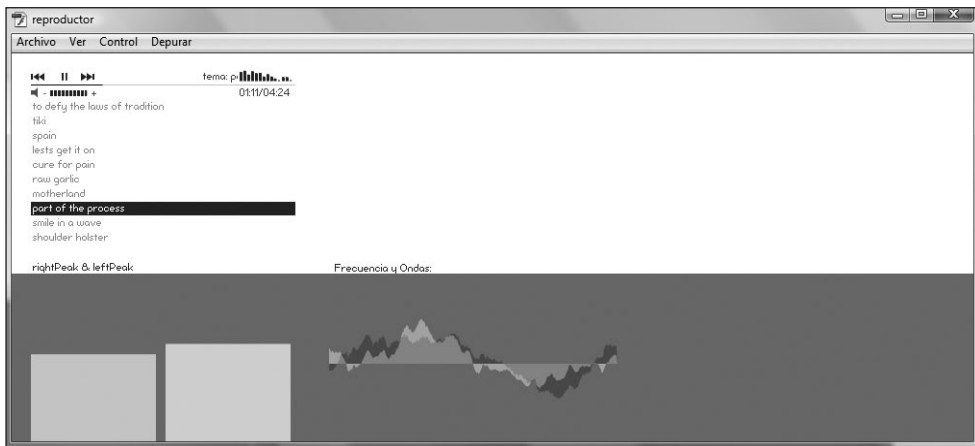 reproductor
Archivo Ver Control Depurar
tema:
- +
01:11/04:24
to defy the laws of tradition
tiki
spain
lests get it on
cure for pain
raw garlic
motherland
part of the process
smile in a wave
shoulder holster
rightPeak & leftPeak
Frecuencia y Ondas: